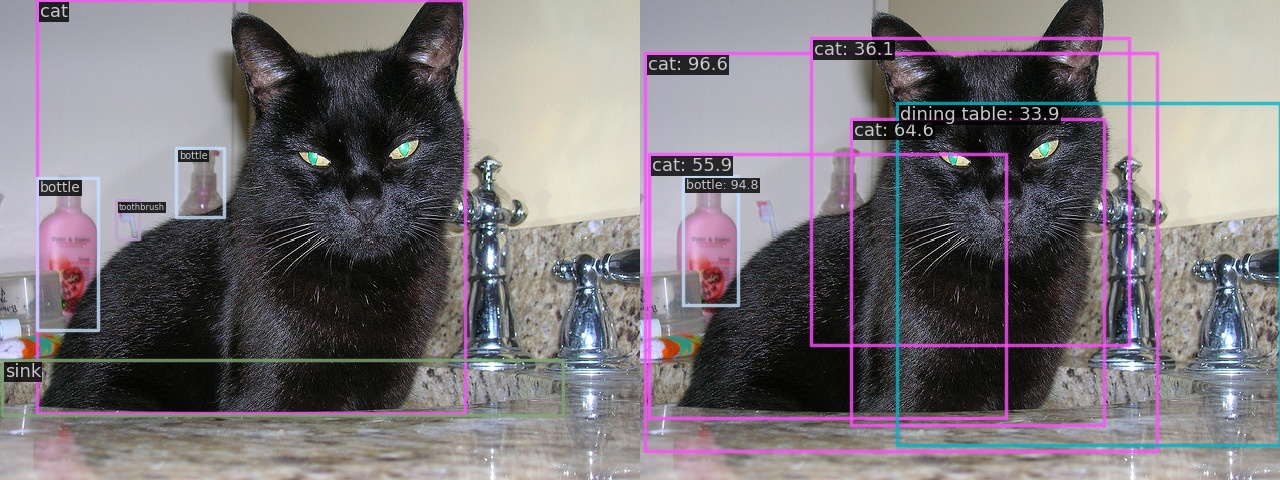 cat
bottle
toothbrush
bottle
sink
cat: 96.6
cat: 36.1
dining table: 33.9
cat: 64.6
cat: 55.9
bottle: 94.8